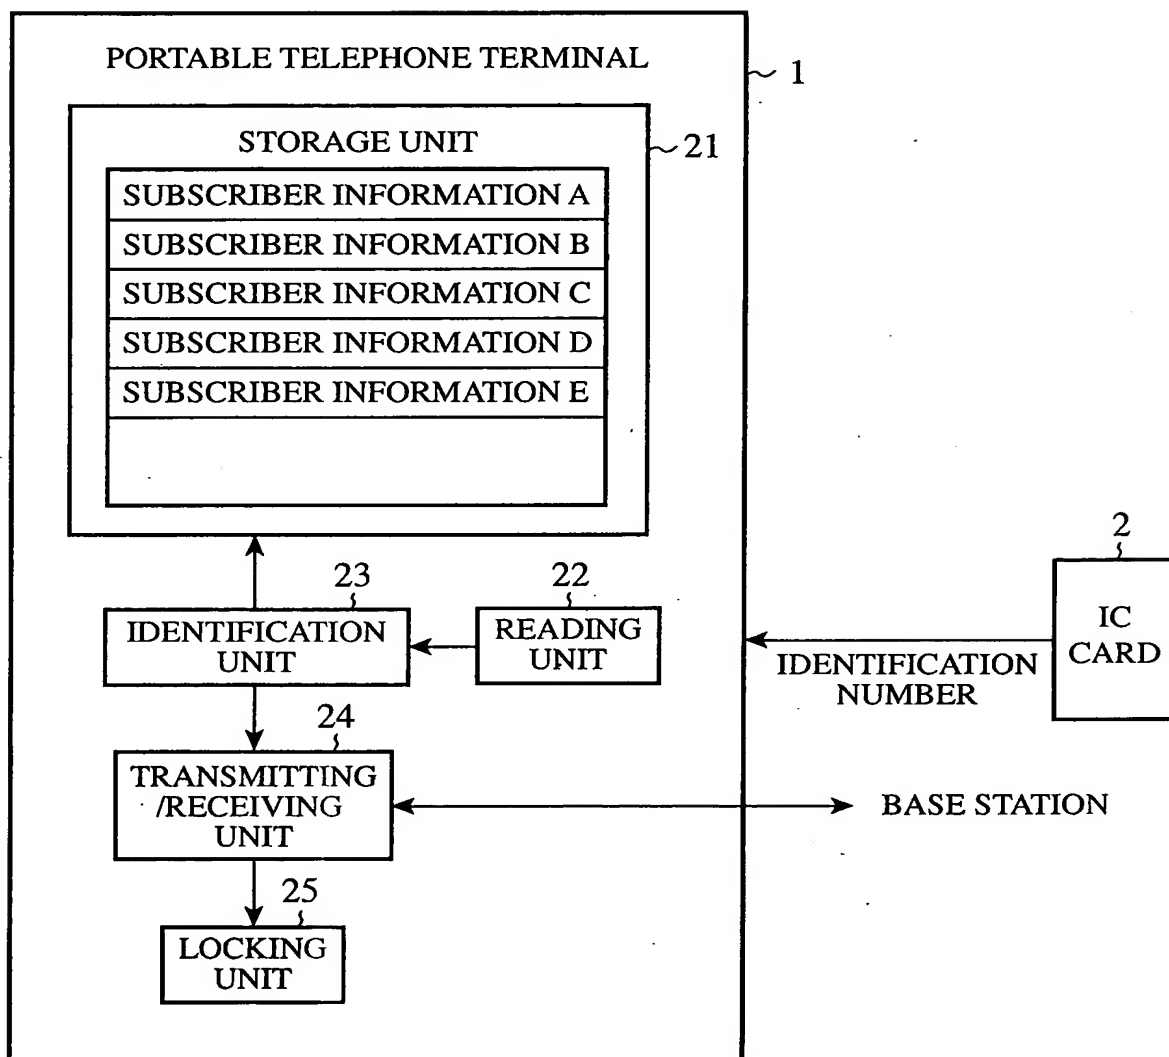 PORTABLE TELEPHONE TERMINAL
1
STORAGE UNIT
21
SUBSCRIBER INFORMATION A
SUBSCRIBER INFORMATION B
SUBSCRIBER INFORMATION C
SUBSCRIBER INFORMATION D
SUBSCRIBER INFORMATION E
23
IDENTIFICATION
UNIT
22
READING
UNIT
2
IC
CARD
IDENTIFICATION
NUMBER
24
TRANSMITTING
/RECEIVING
UNIT
BASE STATION
25
LOCKING
UNIT